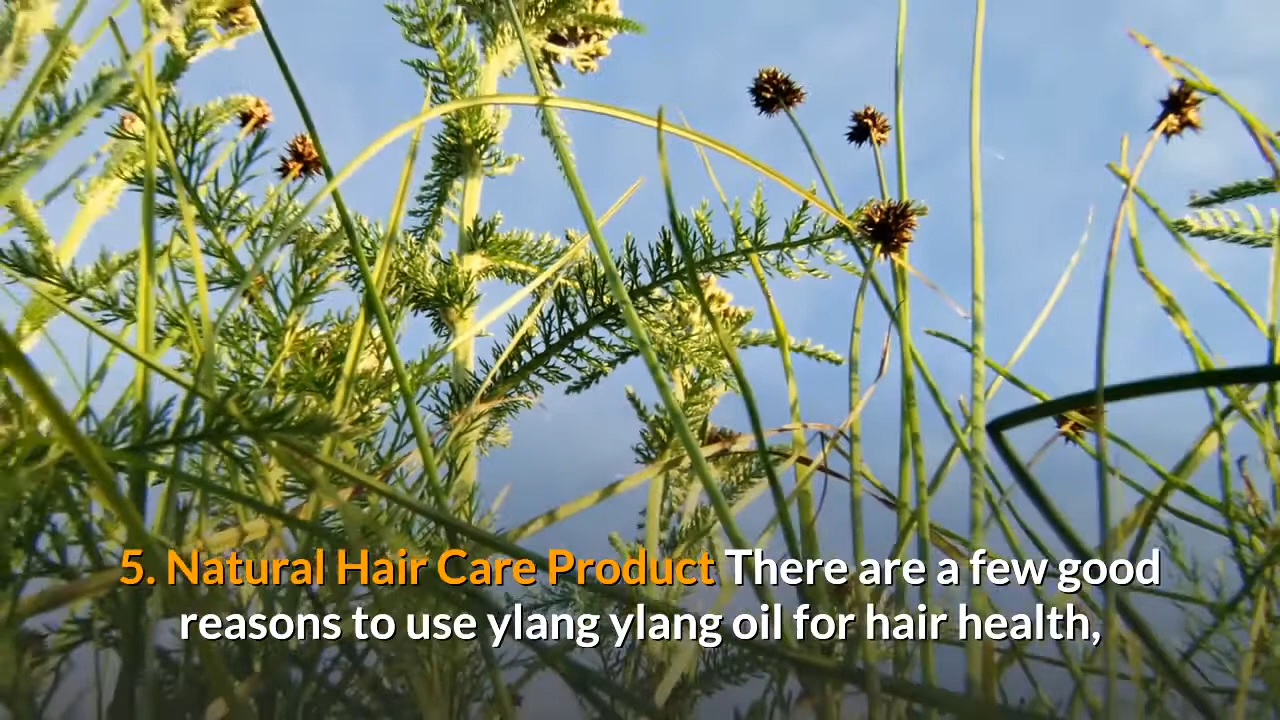 5. Natural Hair Care Product There are a few good
reasons to use ylang ylang oil for hair health,